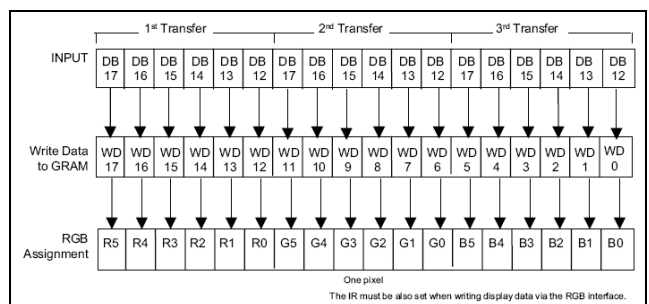 1st Transfer 2nd Transfer 3rd Transfer
INPUT DB 17 DB 16 DB 15 DB 14 DB 13 DB 12 DB 17 DB 16 DB 15 DB 14 DB 13 DB 12 DB 17 DB 16 DB 15 DB 14 DB 13 DB 12
Write Data to GRAM WD 17 WD 16 WD 15 WD 14 WD 13 WD 12 WD 11 WD 10 WD 9 WD 8 WD 7 WD 6 WD 5 WD 4 WD 3 WD 2 WD 1 WD 0
RGB Assignment R5 R4 R3 R2 R1 R0 G5 G4 G3 G2 G1 G0 B5 B4 B3 B2 B1 B0
One pixel
The IR must be also set when writing display data via the RGB interface.